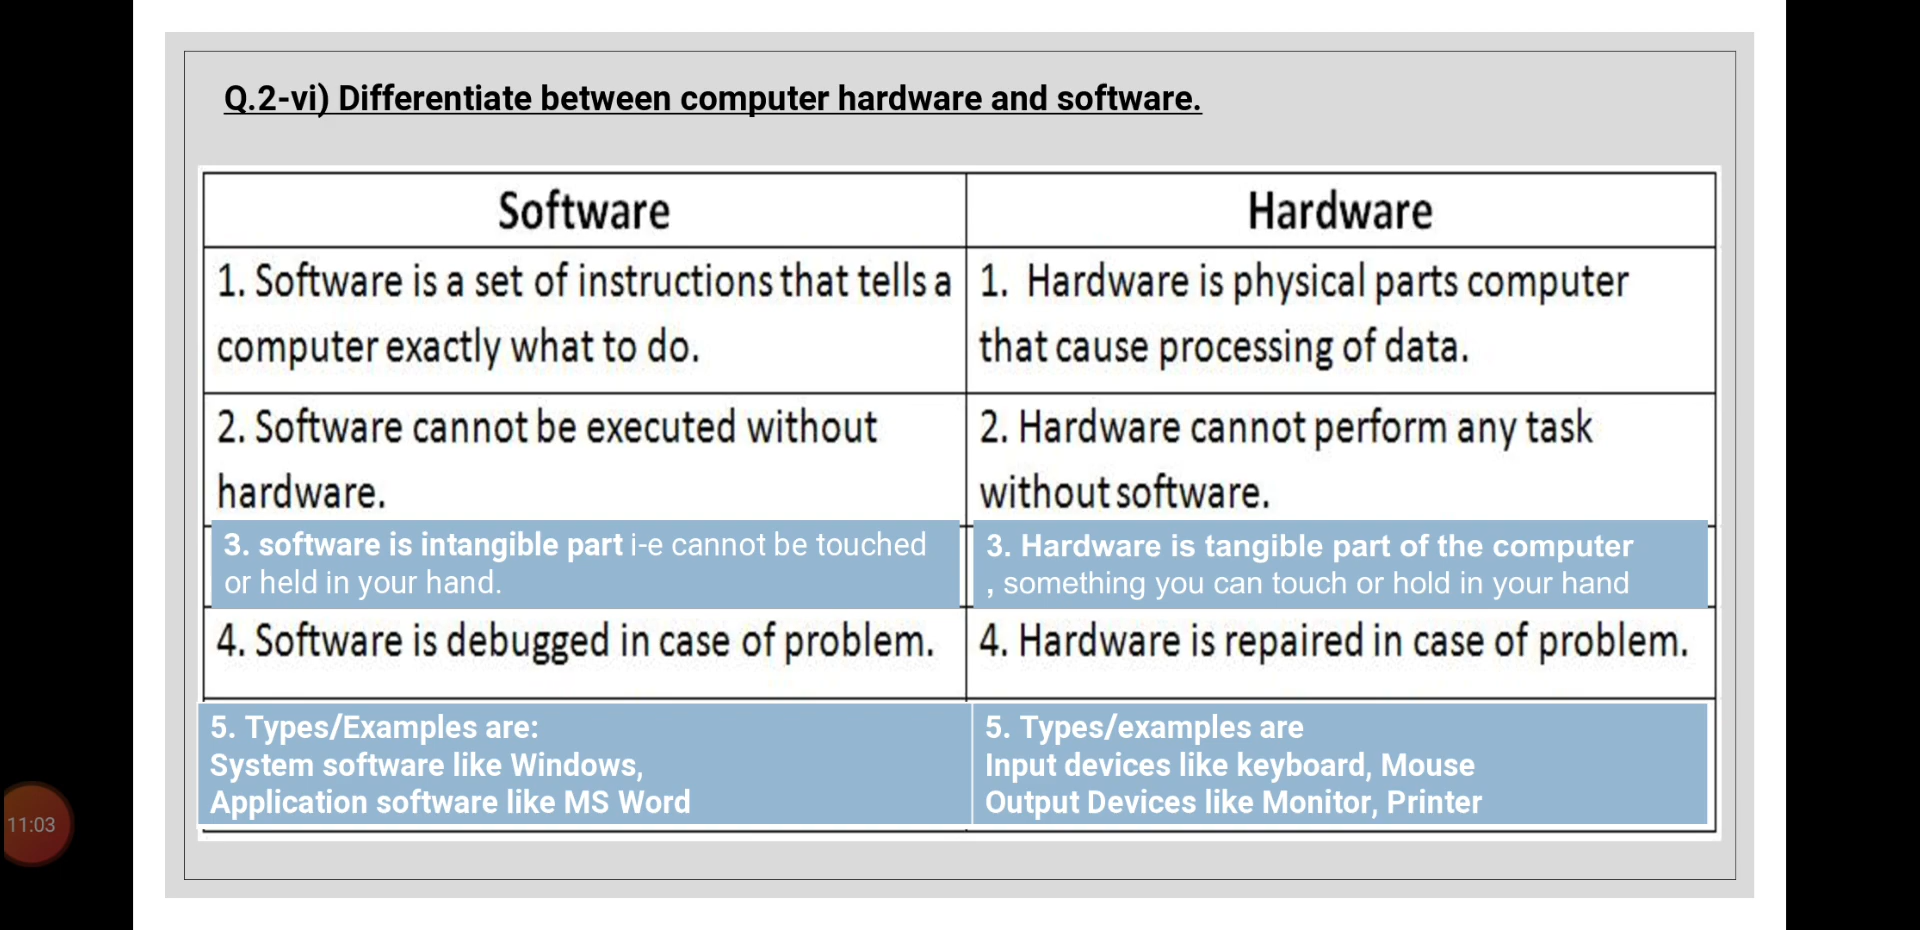 Q.2-vi) Differentiate between computer hardware and software.
Software
Hardware
1. Software is a set of instructions that tells a
computer exactly what to do.
1. Hardware is physical parts computer
that cause processing of data.
2. Software cannot be executed without
hardware.
2. Hardware cannot perform any task
without software.
3. software is intangible part i-e cannot be touched
or held in your hand.
3. Hardware is tangible part of the computer
, something you can touch or hold in your hand
4. Software is debugged in case of problem.
4. Hardware is repaired in case of problem.
5. Types/Examples are:
System software like Windows,
Application software like MS Word
5. Types/examples are
Input devices like keyboard, Mouse
Output Devices like Monitor, Printer
11:03